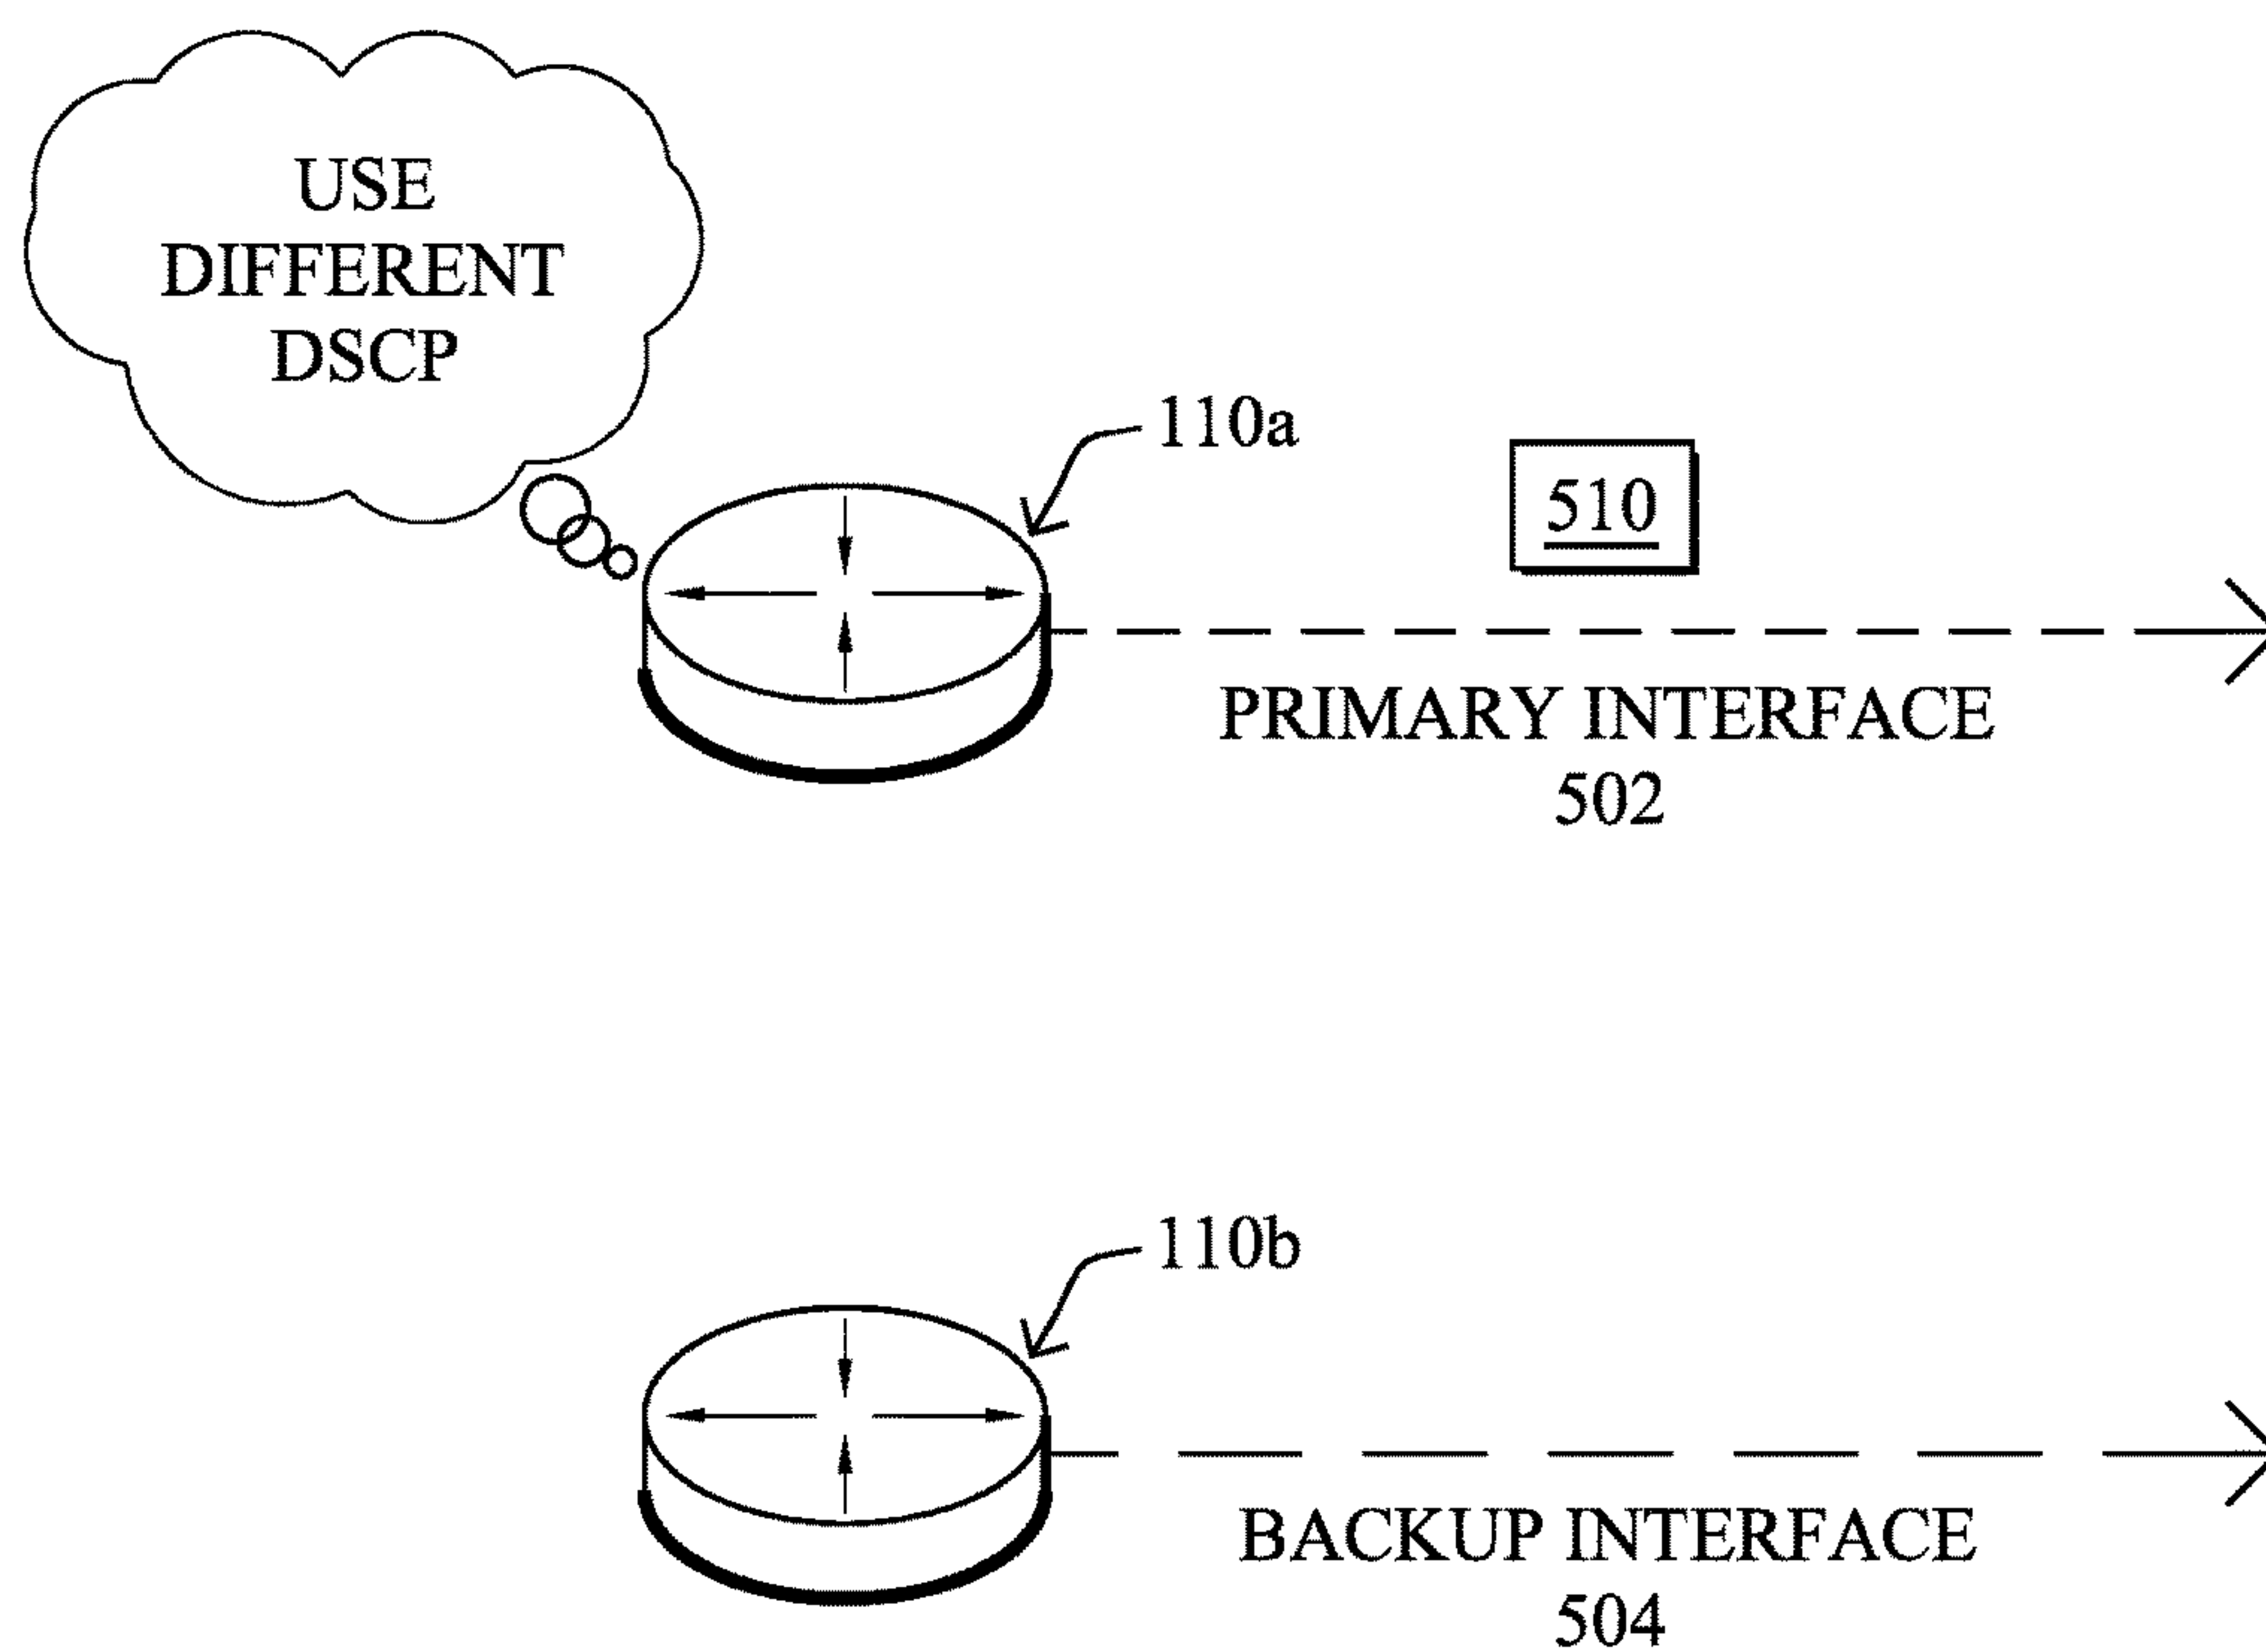 USE
DIFFERENT
DSCP
110a
510
PRIMARY INTERFACE
502
110b
BACKUP INTERFACE
504